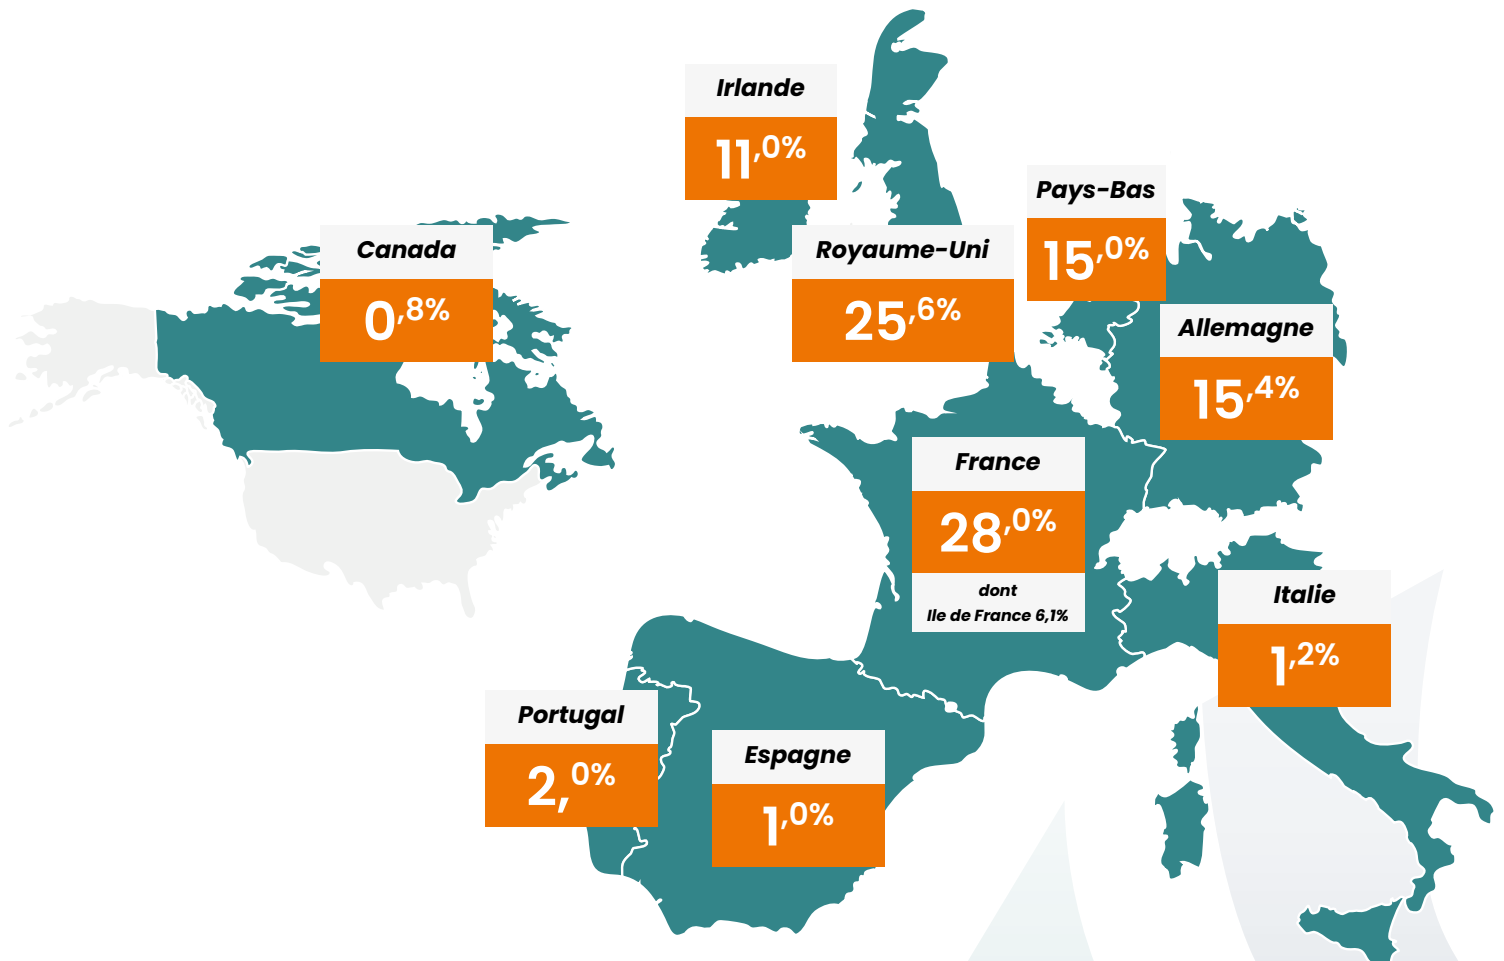 Irlande
11,0%
Pays-Bas
15,0%
Canada
0,8%
Royaume-Uni
25,6%
Allemagne
15,4%
France
28,0%
dont
Ile de France 6,1%
Italie
1,2%
Portugal
2,0%
Espagne
1,0%